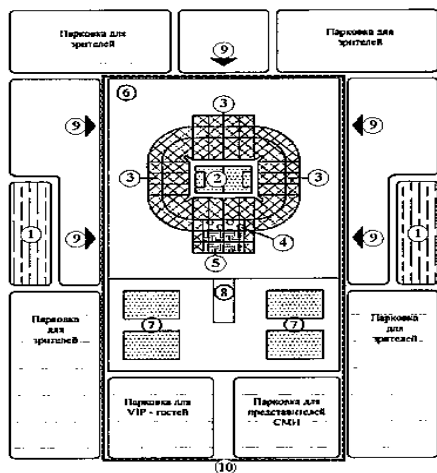 Парковка для
зрителей
9
Парковка для
зрителей
6
3
9
9
2
3
3
1
9
4
9
1
5
8
Парковка
для
зрителей
7
7
Парковка
для
зрителей
Парковка для
VIP - гостей
Парковка для
представителей
СМИ
(10)